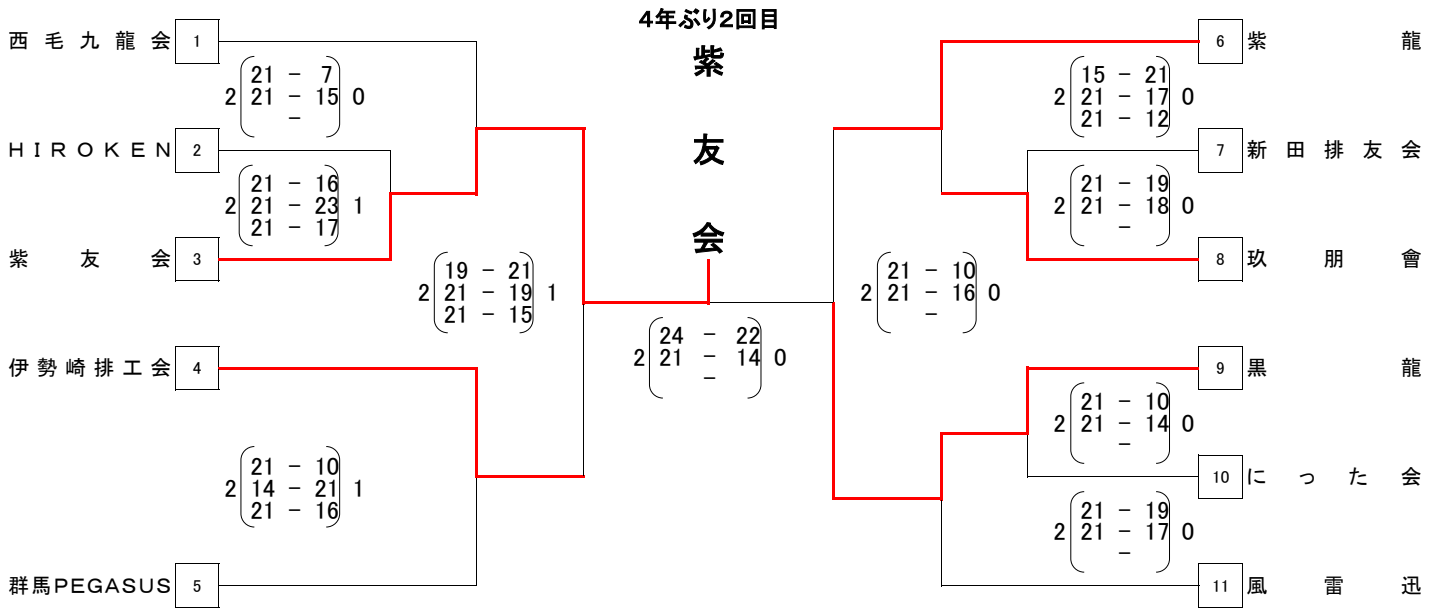 4年ぶり2回目
紫友会
西毛九龍会 1
2 21 - 7 0
21 - 15
-
HIROKEN 2
2 21 - 16 1
21 - 23
21 - 17
紫友会 3
2 19 - 21 1
21 - 19
21 - 15
伊勢崎排工会 4
2 21 - 10 1
14 - 21
21 - 16
群馬PEGASUS 5
2 24 - 22 0
21 - 14
-
6 紫龍
2 15 - 21 0
21 - 17
21 - 12
7 新田排友会
2 21 - 19 0
21 - 18
-
8 玖朋會
2 21 - 10 0
21 - 16
-
9 黒龍
2 21 - 10 0
21 - 14
-
10 にった会
2 21 - 19 0
21 - 17
-
11 風雷迅